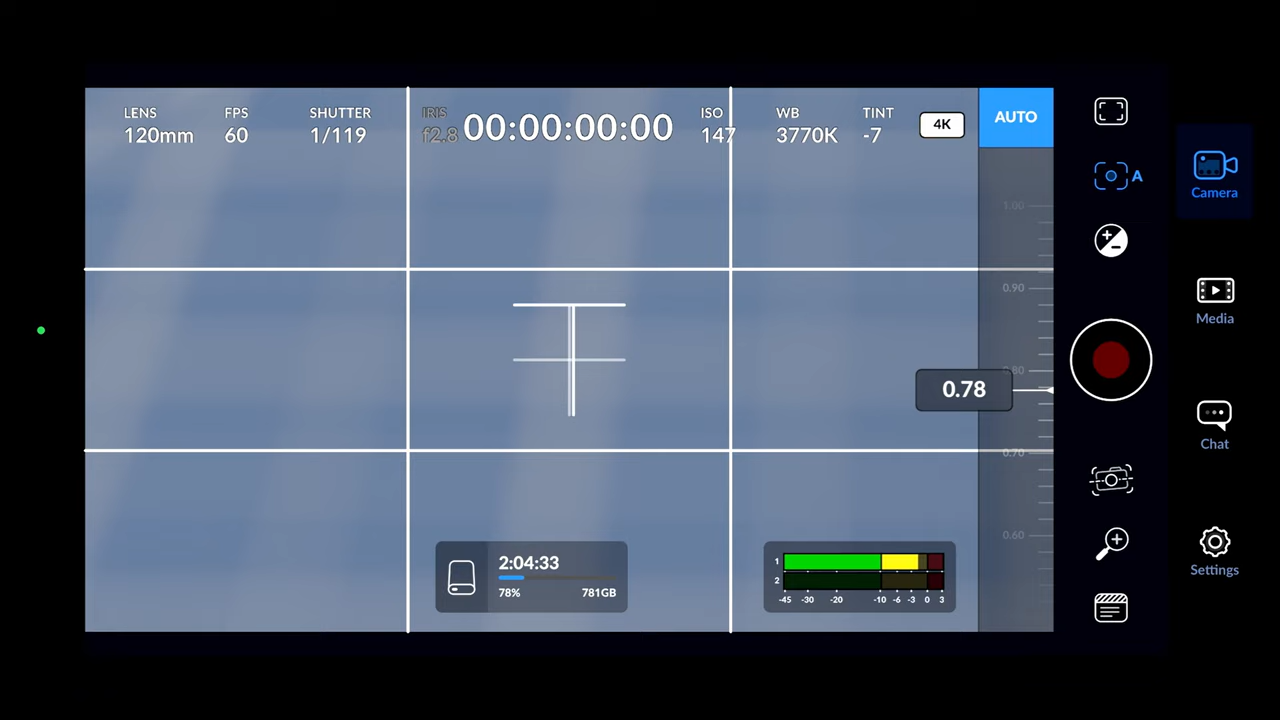 LENS FPS SHUTTER IRIS 00:00:00:00 ISO WB TINT 4K AUTO
120mm 60 1/119 f2.8 147 3770K -7
A
Camera
1.00
0.90
Media
0.80
0.78
Chat
0.70
0.60
2:04:33
78% 781GB
1
2
-45 -30 -20 -10 -6 -3 0 3
Settings